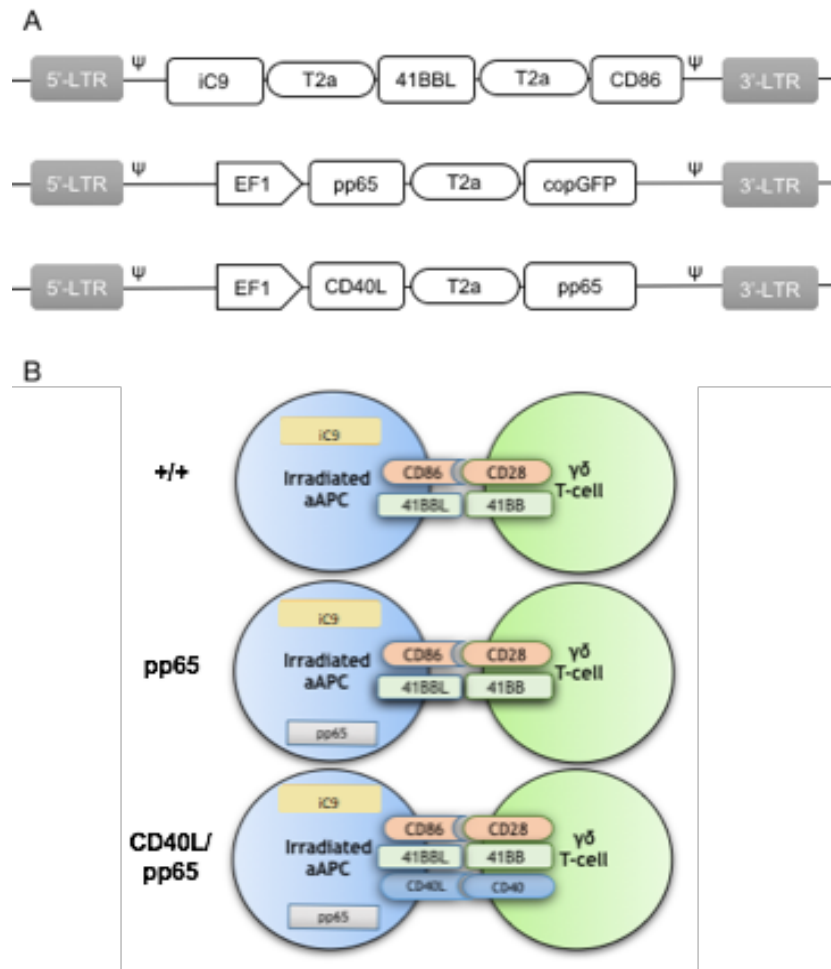 A
5'-LTR Ψ iC9 T2a 41BBL T2a CD86 Ψ 3'-LTR
5'-LTR Ψ EF1 pp65 T2a copGFP Ψ 3'-LTR
5'-LTR Ψ EF1 CD40L T2a pp65 Ψ 3'-LTR
B
+/+
iC9
Irradiated
aAPC
CD86 CD28
41BBL 41BB
γδ
T-cell
pp65
iC9
Irradiated
aAPC
CD86 CD28
41BBL 41BB
γδ
T-cell
pp65
CD40L/
pp65
iC9
Irradiated
aAPC
CD86 CD28
41BBL 41BB
CD40L CD40
γδ
T-cell
pp65